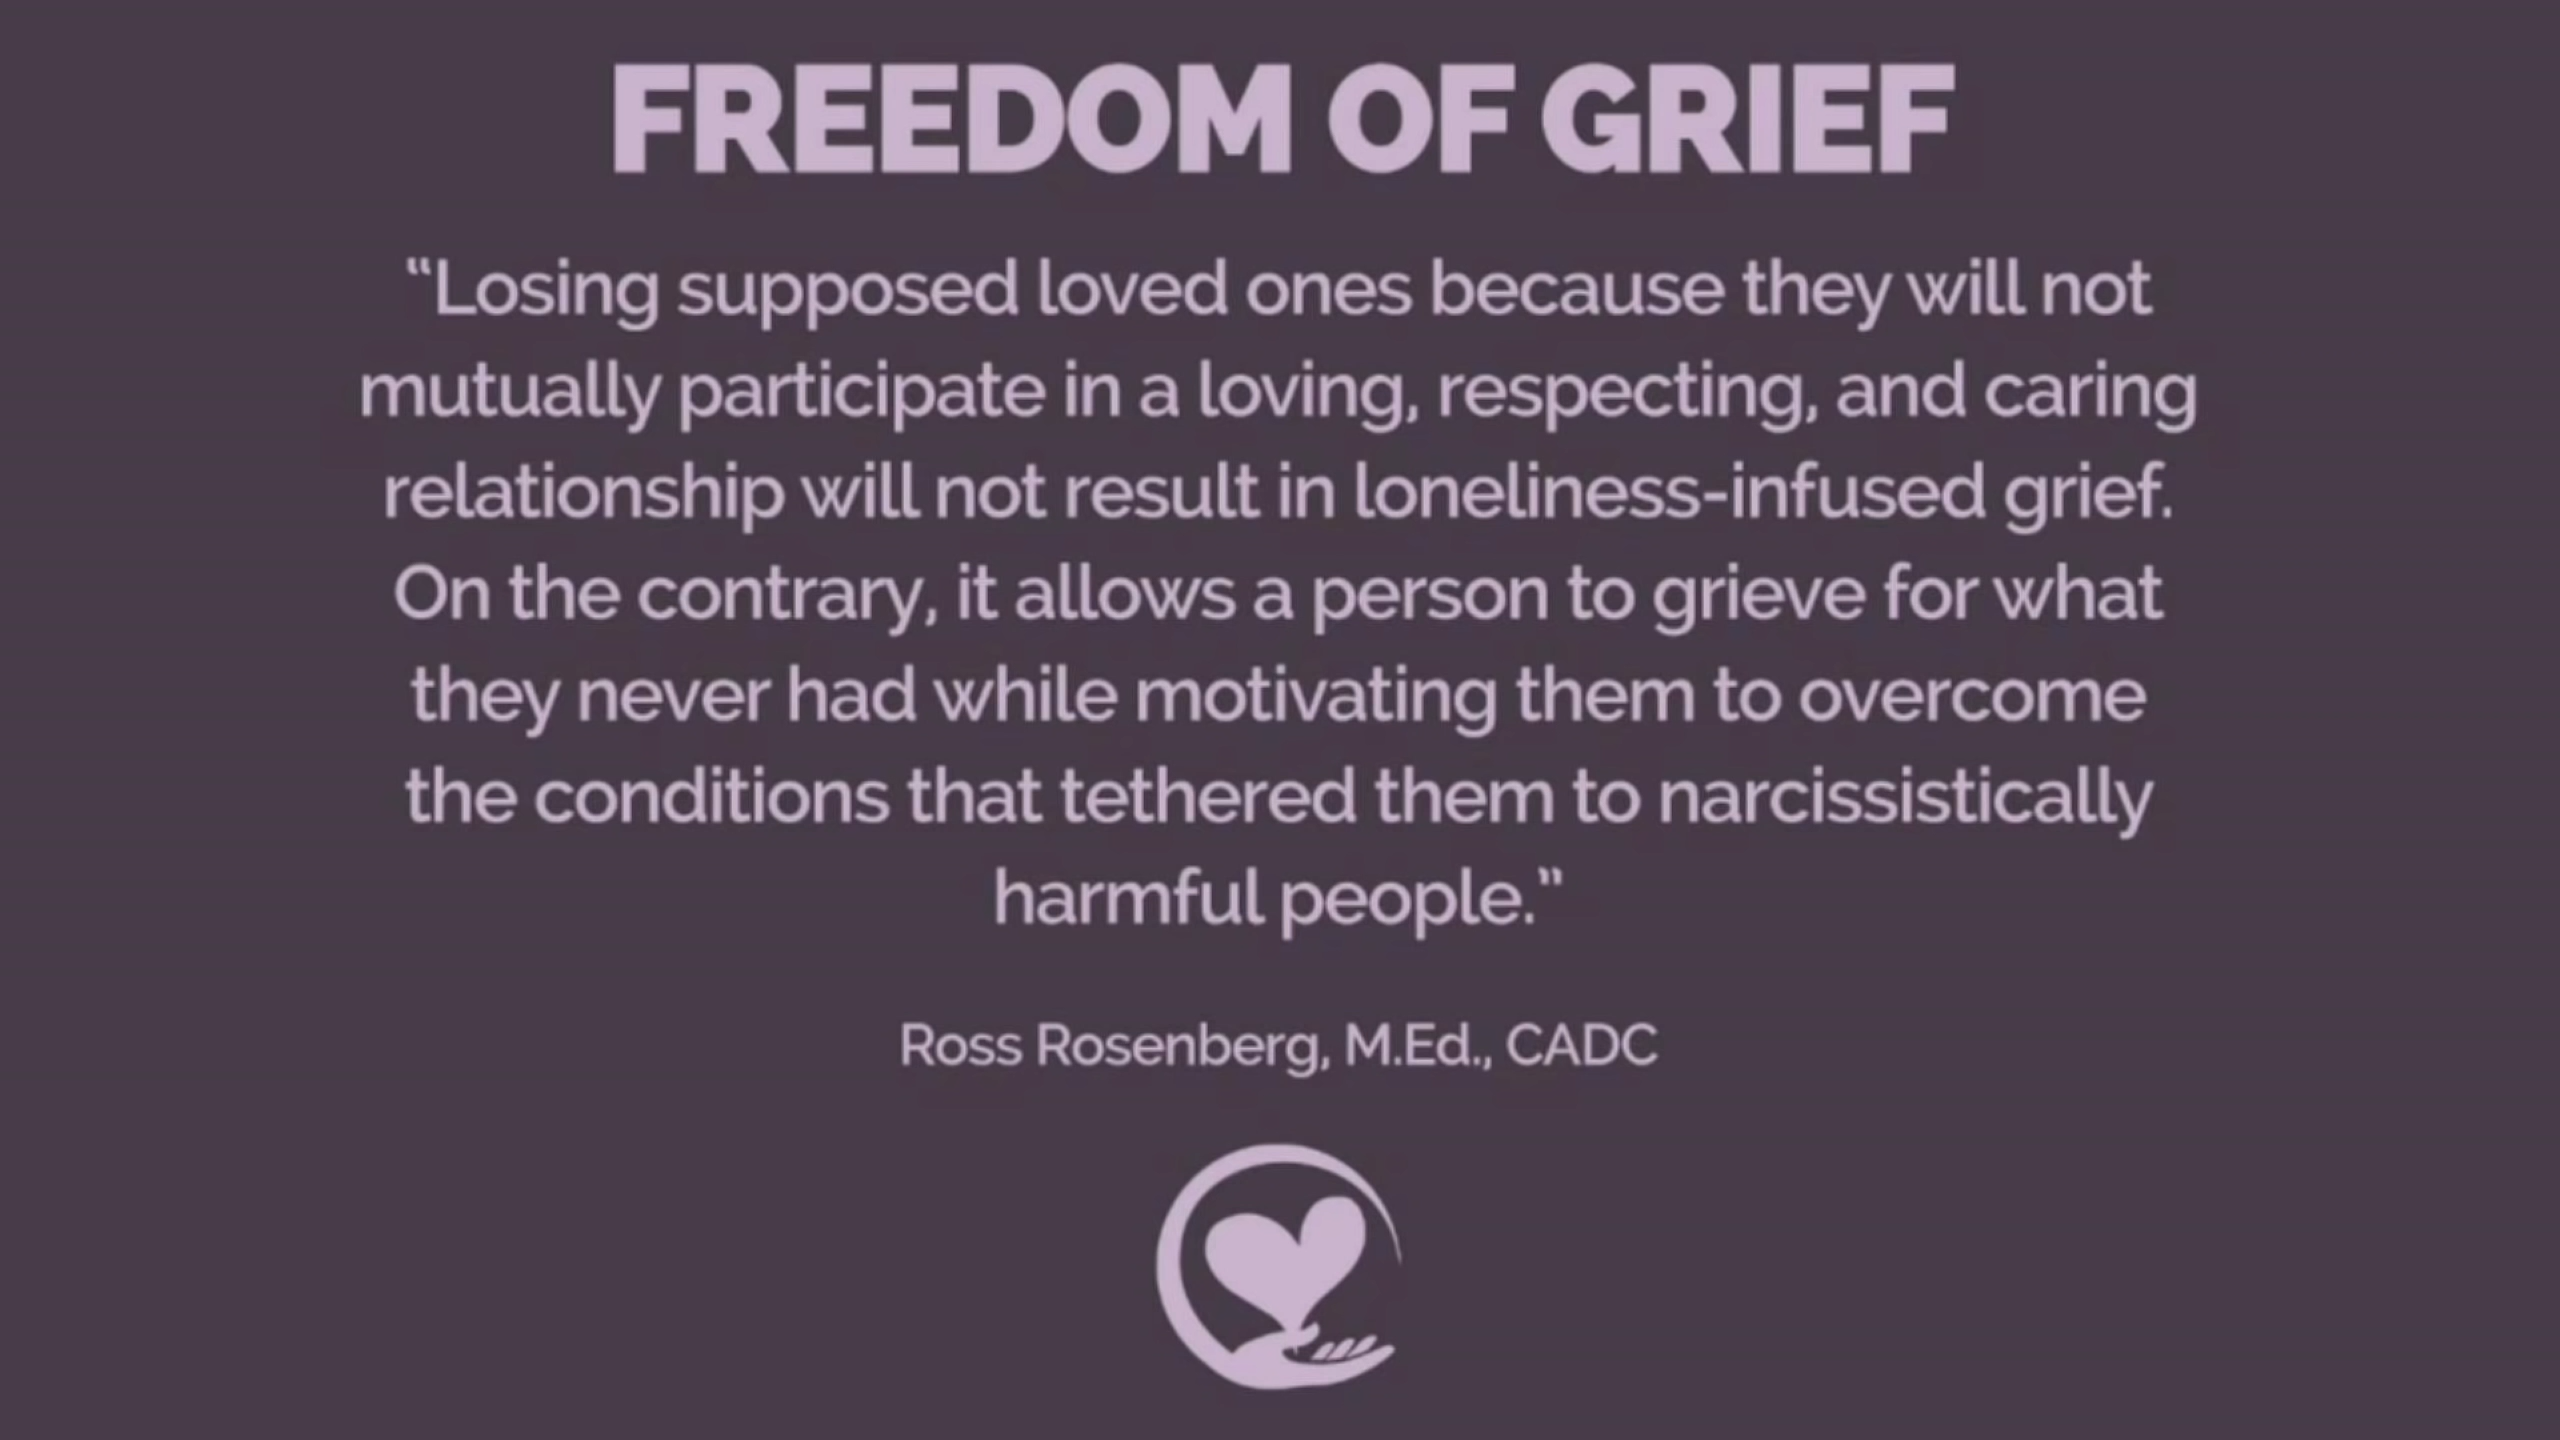 FREEDOM OF GRIEF
“Losing supposed loved ones because they will not
mutually participate in a loving, respecting, and caring
relationship will not result in loneliness-infused grief.
On the contrary, it allows a person to grieve for what
they never had while motivating them to overcome
the conditions that tethered them to narcissistically
harmful people.”
Ross Rosenberg, M.Ed., CADC